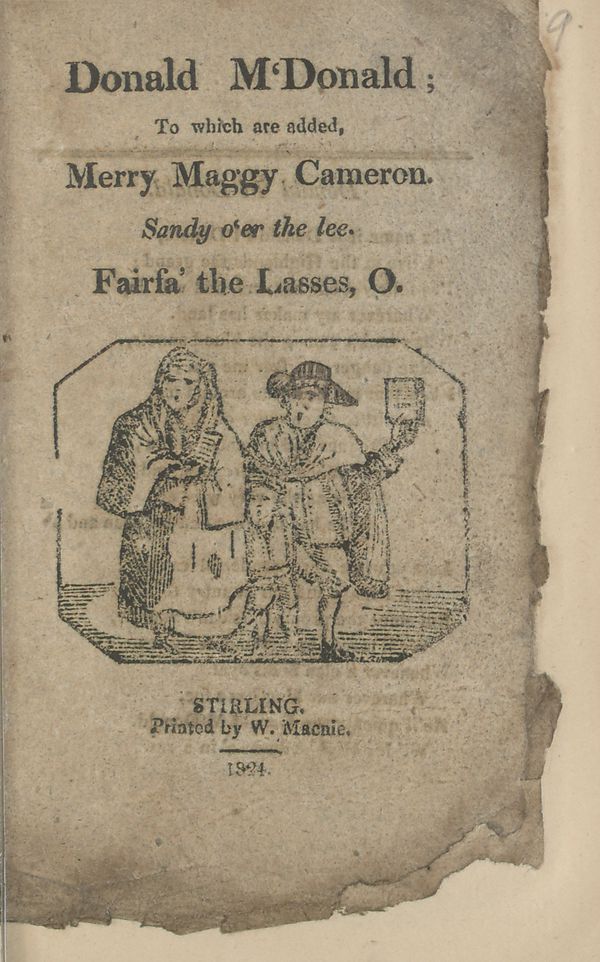 9.
Donald M‘Donald;
To which are added,
Merry Maggy Cameron.
Sandy o‘er the lee.
Fairfa’ the Lasses, O.
STIRLING.
Printed by W. Macnie.
1824.